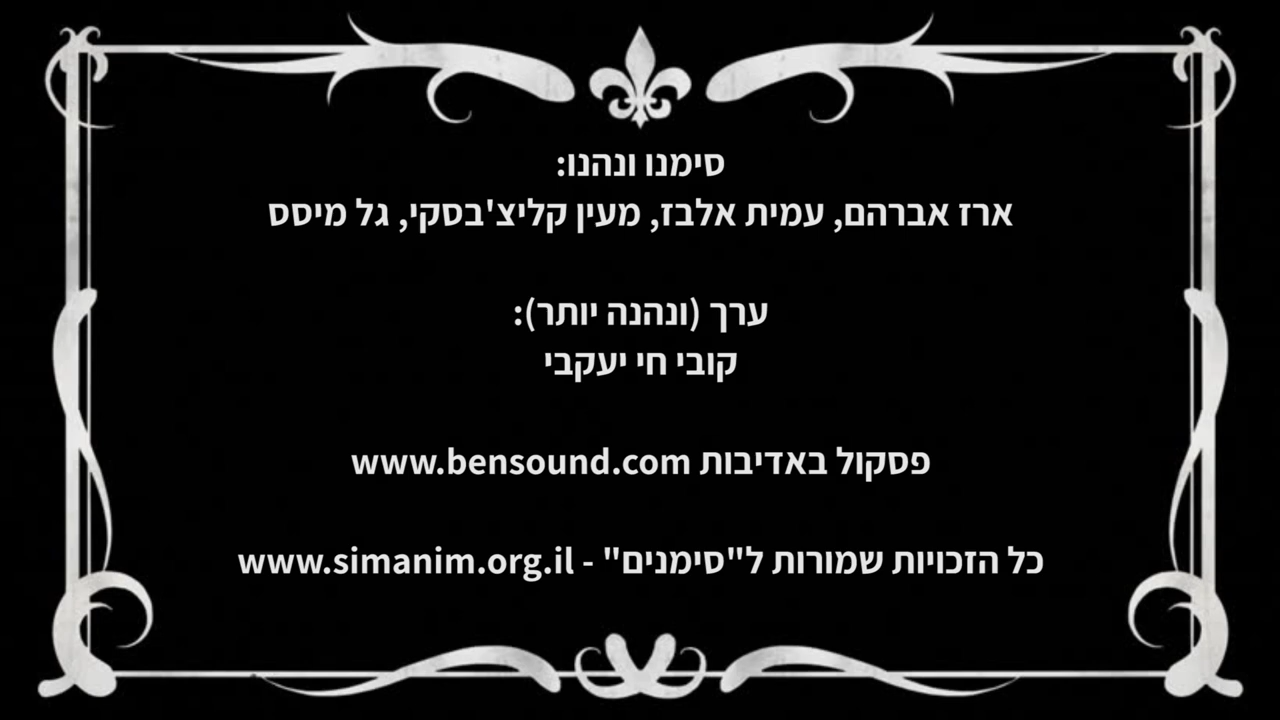 סימנו ונהנו:
ארז אברהם, עמית אלבז, מעין קליצ'בסקי, גל מיסס
ערך (ונהנה יותר):
קובי חי יעקבי
פסקול באדיבות www.bensound.com
כל הזכויות שמורות ל"סימנים" - www.simanim.org.il